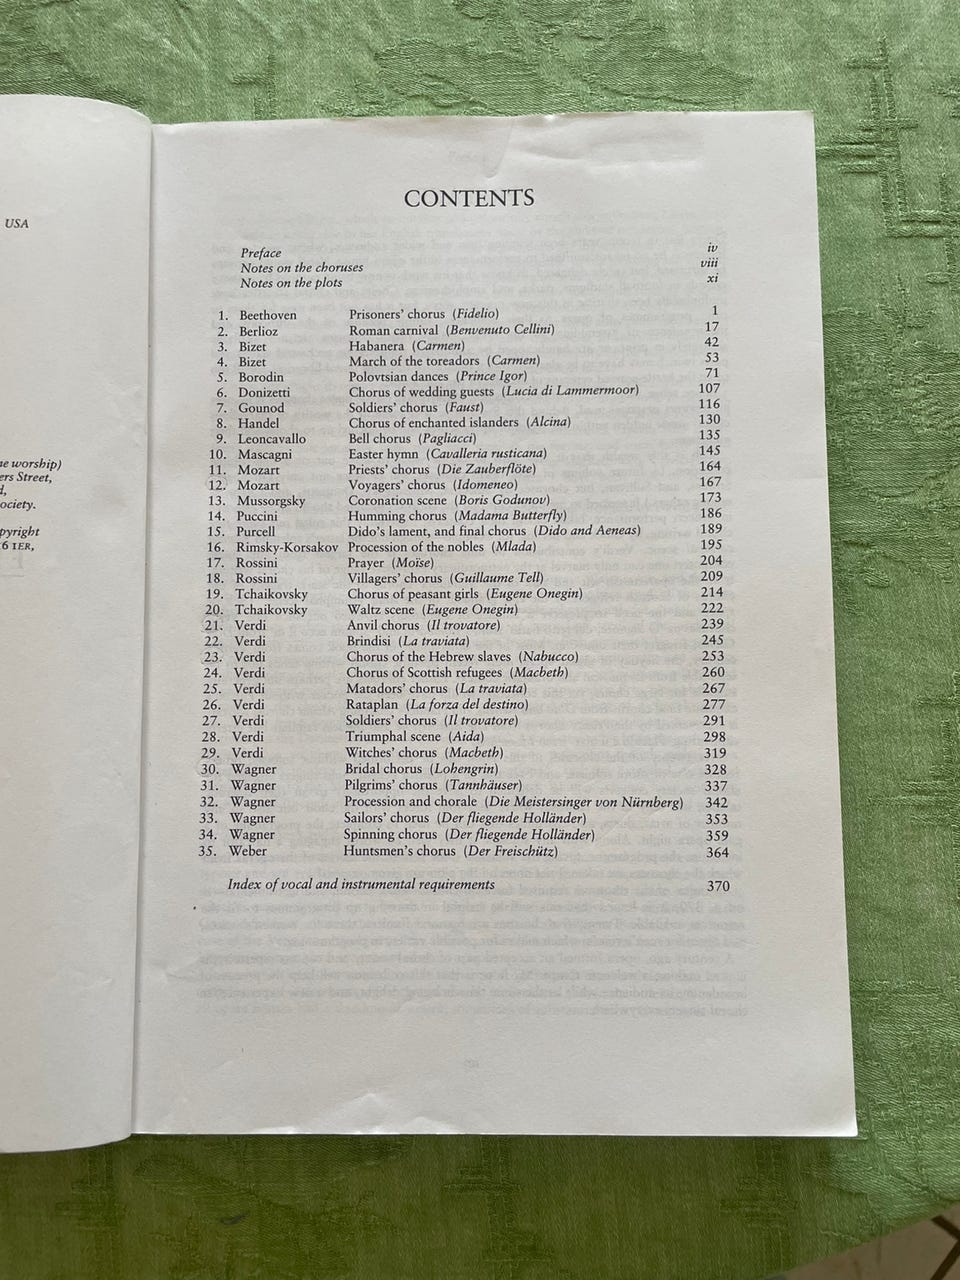 USA
ne worship)
ers Street,
d,
ociety.
pyright
6 1ER,
CONTENTS
Preface iv
Notes on the choruses viii
Notes on the plots xi
1. Beethoven Prisoners' chorus (Fidelio) 1
2. Berlioz Roman carnival (Benvenuto Cellini) 17
3. Bizet Habanera (Carmen) 42
4. Bizet March of the toreadors (Carmen) 53
5. Borodin Polovtsian dances (Prince Igor) 71
6. Donizetti Chorus of wedding guests (Lucia di Lammermoor) 107
7. Gounod Soldiers' chorus (Faust) 116
8. Handel Chorus of enchanted islanders (Alcina) 130
9. Leoncavallo Bell chorus (Pagliacci) 135
10. Mascagni Easter hymn (Cavalleria rusticana) 145
11. Mozart Priests' chorus (Die Zauberflöte) 164
12. Mozart Voyagers' chorus (Idomeneo) 167
13. Mussorgsky Coronation scene (Boris Godunov) 173
14. Puccini Humming chorus (Madama Butterfly) 186
15. Purcell Dido's lament, and final chorus (Dido and Aeneas) 189
16. Rimsky-Korsakov Procession of the nobles (Mlada) 195
17. Rossini Prayer (Moïse) 204
18. Rossini Villagers' chorus (Guillaume Tell) 209
19. Tchaikovsky Chorus of peasant girls (Eugene Onegin) 214
20. Tchaikovsky Waltz scene (Eugene Onegin) 222
21. Verdi Anvil chorus (Il trovatore) 239
22. Verdi Brindisi (La traviata) 245
23. Verdi Chorus of the Hebrew slaves (Nabucco) 253
24. Verdi Chorus of Scottish refugees (Macbeth) 260
25. Verdi Matadors' chorus (La traviata) 267
26. Verdi Rataplan (La forza del destino) 277
27. Verdi Soldiers' chorus (Il trovatore) 291
28. Verdi Triumphal scene (Aida) 298
29. Verdi Witches' chorus (Macbeth) 319
30. Wagner Bridal chorus (Lohengrin) 328
31. Wagner Pilgrims' chorus (Tannhäuser) 337
32. Wagner Procession and chorale (Die Meistersinger von Nürnberg) 342
33. Wagner Sailors' chorus (Der fliegende Holländer) 353
34. Wagner Spinning chorus (Der fliegende Holländer) 359
35. Weber Huntsmen's chorus (Der Freischütz) 364
Index of vocal and instrumental requirements 370